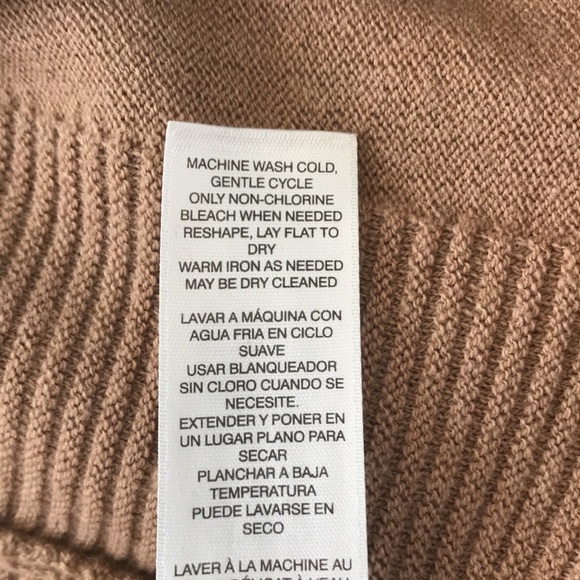 MACHINE WASH COLD,
GENTLE CYCLE
ONLY NON-CHLORINE
BLEACH WHEN NEEDED
RESHAPE, LAY FLAT TO
DRY
WARM IRON AS NEEDED
MAY BE DRY CLEANED
LAVAR A MÁQUINA CON
AGUA FRIA EN CICLO
SUAVE
USAR BLANQUEADOR
SIN CLORO CUANDO SE
NECESITE.
EXTENDER Y PONER EN
UN LUGAR PLANO PARA
SECAR
PLANCHAR A BAJA
TEMPERATURA
PUEDE LAVARSE EN
SECO
LAVER À LA MACHINE AU